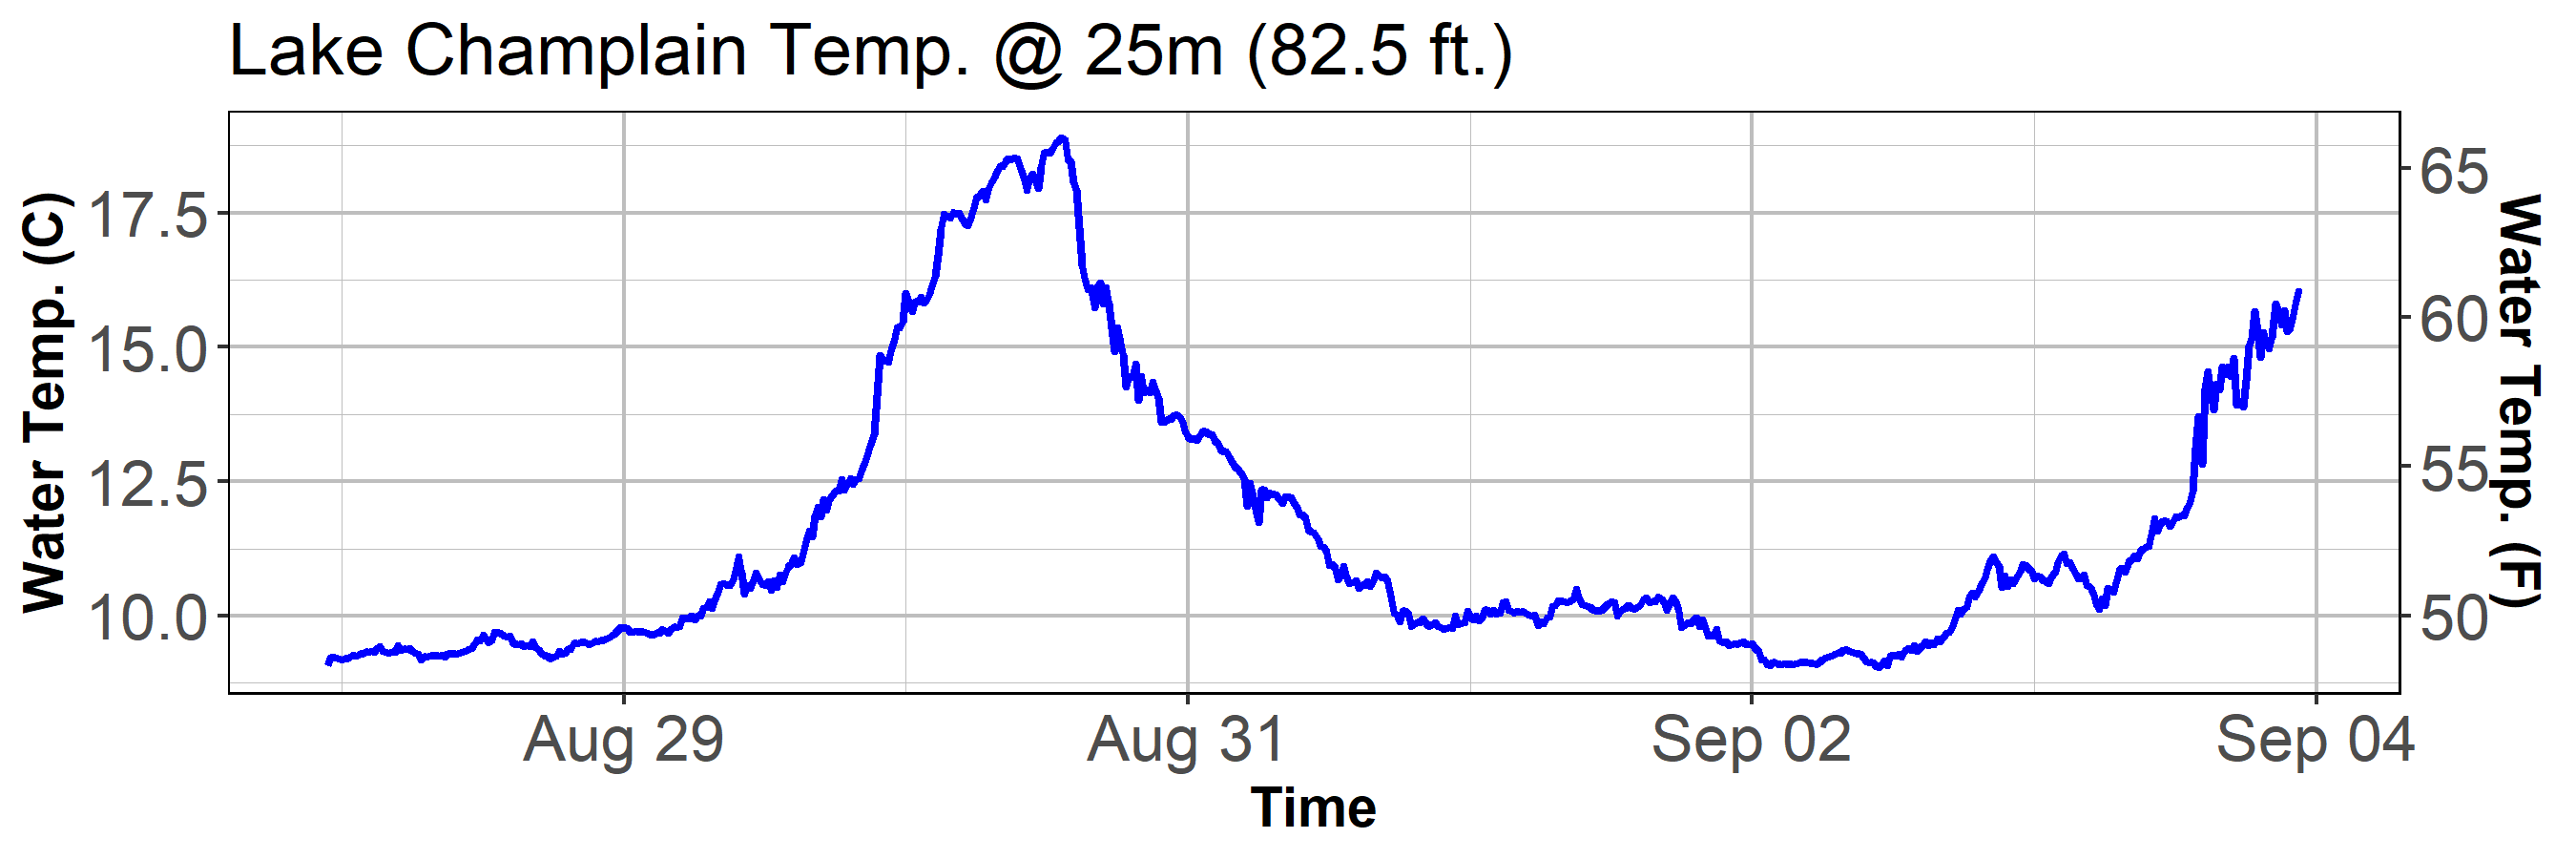 Lake Champlain Temp. @ 25m (82.5 ft.)
Water Temp. (C)
17.5
15.0
12.5
10.0
65
60
55
50
Water Temp. (F)
Aug 29
Aug 31
Sep 02
Sep 04
Time